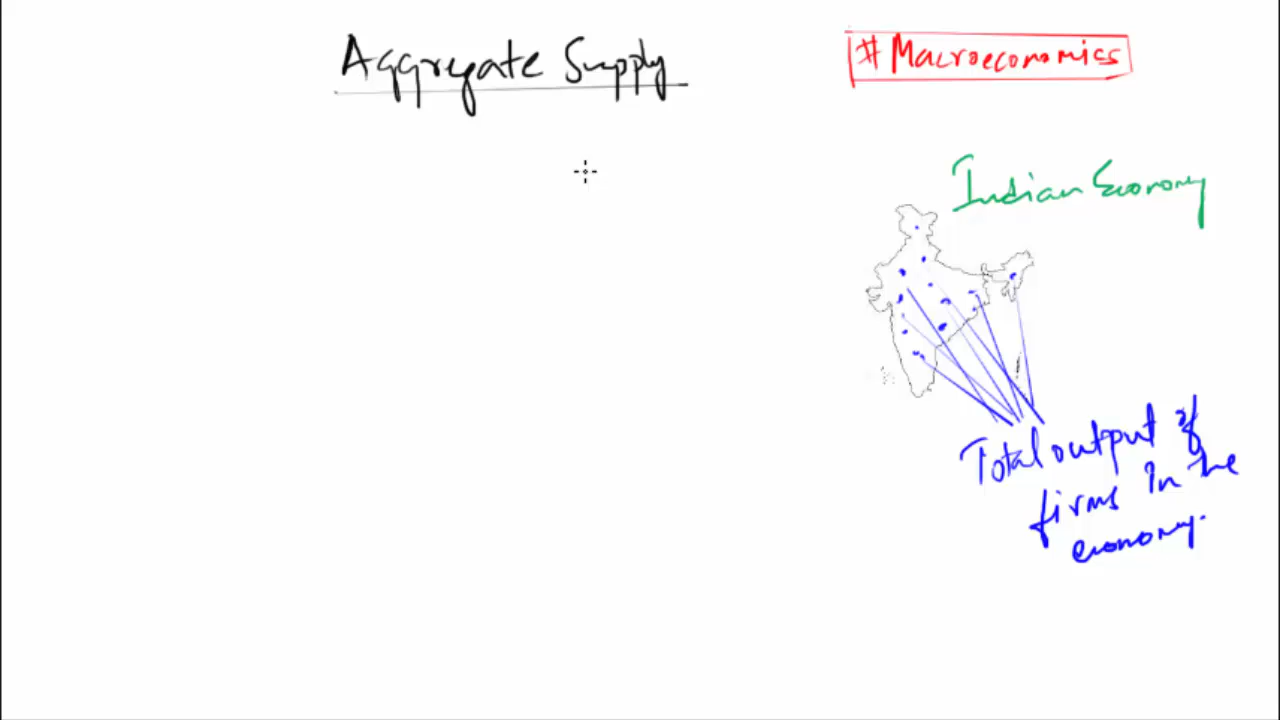 Aggregate Supply
# Macroeconomics
Indian Economy
Total output of
firms in the
economy.